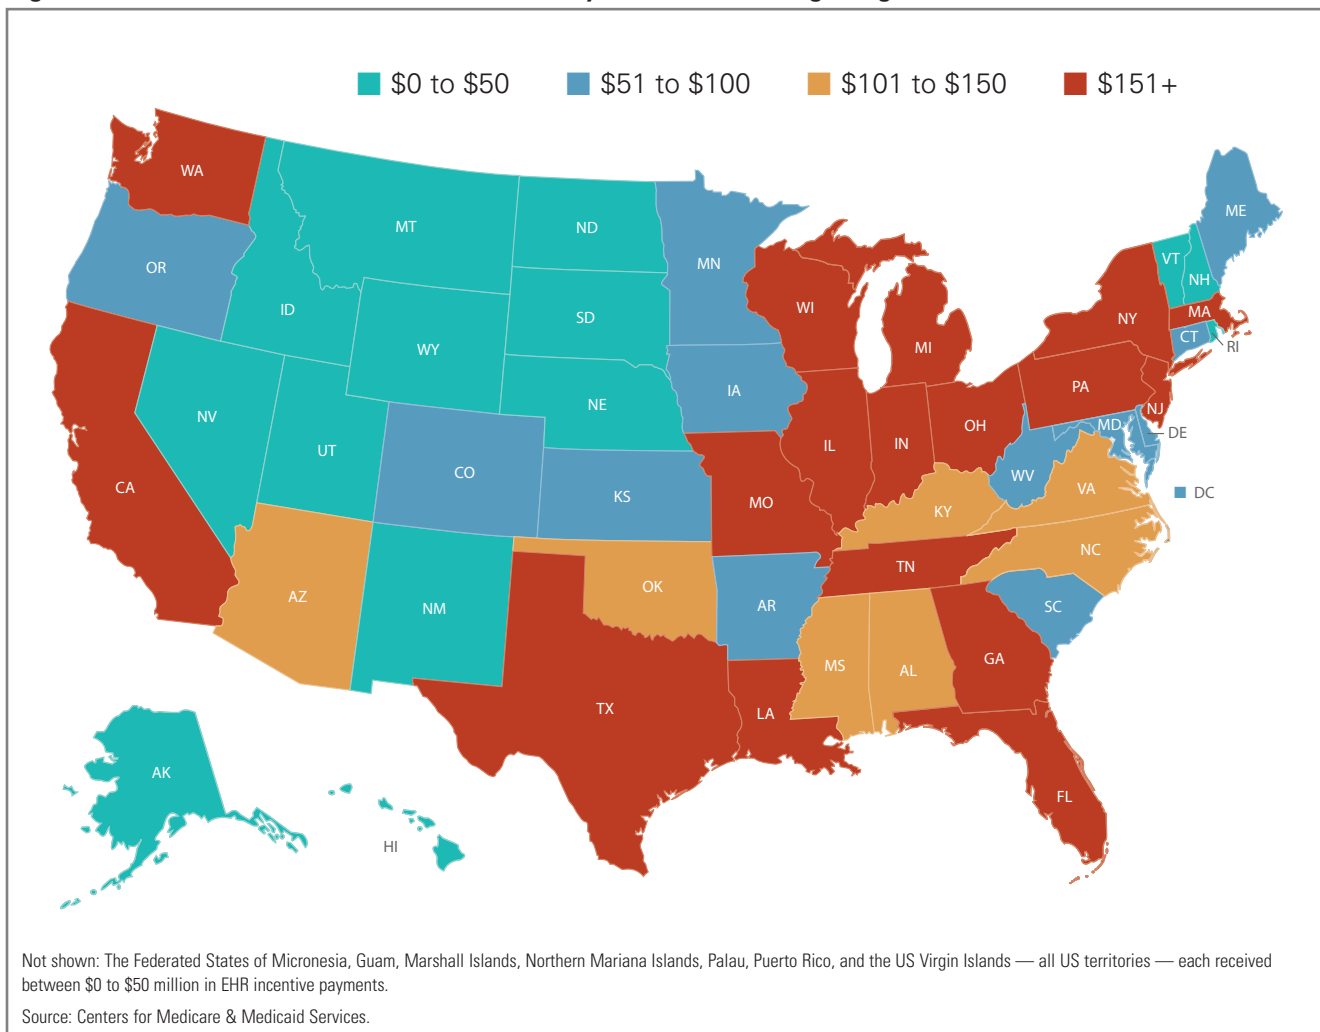 $0 to $50 $51 to $100 $101 to $150 $151+
WA
MT
ND
MN
ME
OR
VT
NH
ID
SD
WI
NY
MA
MI
CT
RI
WY
IA
PA
NE
NJ
NV
OH
MD
DE
UT
IL
IN
CO
WV
CA
KS
VA
DC
MO
KY
NC
TN
OK
AZ
NM
AR
SC
MS
AL
GA
TX
LA
AK
FL
HI
Not shown: The Federated States of Micronesia, Guam, Marshall Islands, Northern Mariana Islands, Palau, Puerto Rico, and the US Virgin Islands — all US territories — each received
between $0 to $50 million in EHR incentive payments.
Source: Centers for Medicare & Medicaid Services.